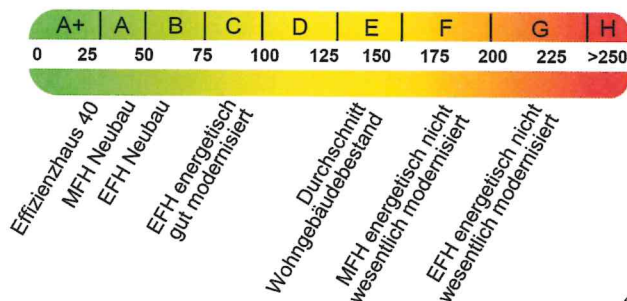 A+ A B C D E F G H
0 25 50 75 100 125 150 175 200 225 >250
Effizienzhaus 40
MFH Neubau
EFH Neubau
EFH energetisch
gut modernisiert
Durchschnitt
Wohngebäudebestand
MFH energetisch nicht
wesentlich modernisiert
EFH energetisch nicht
wesentlich modernisiert